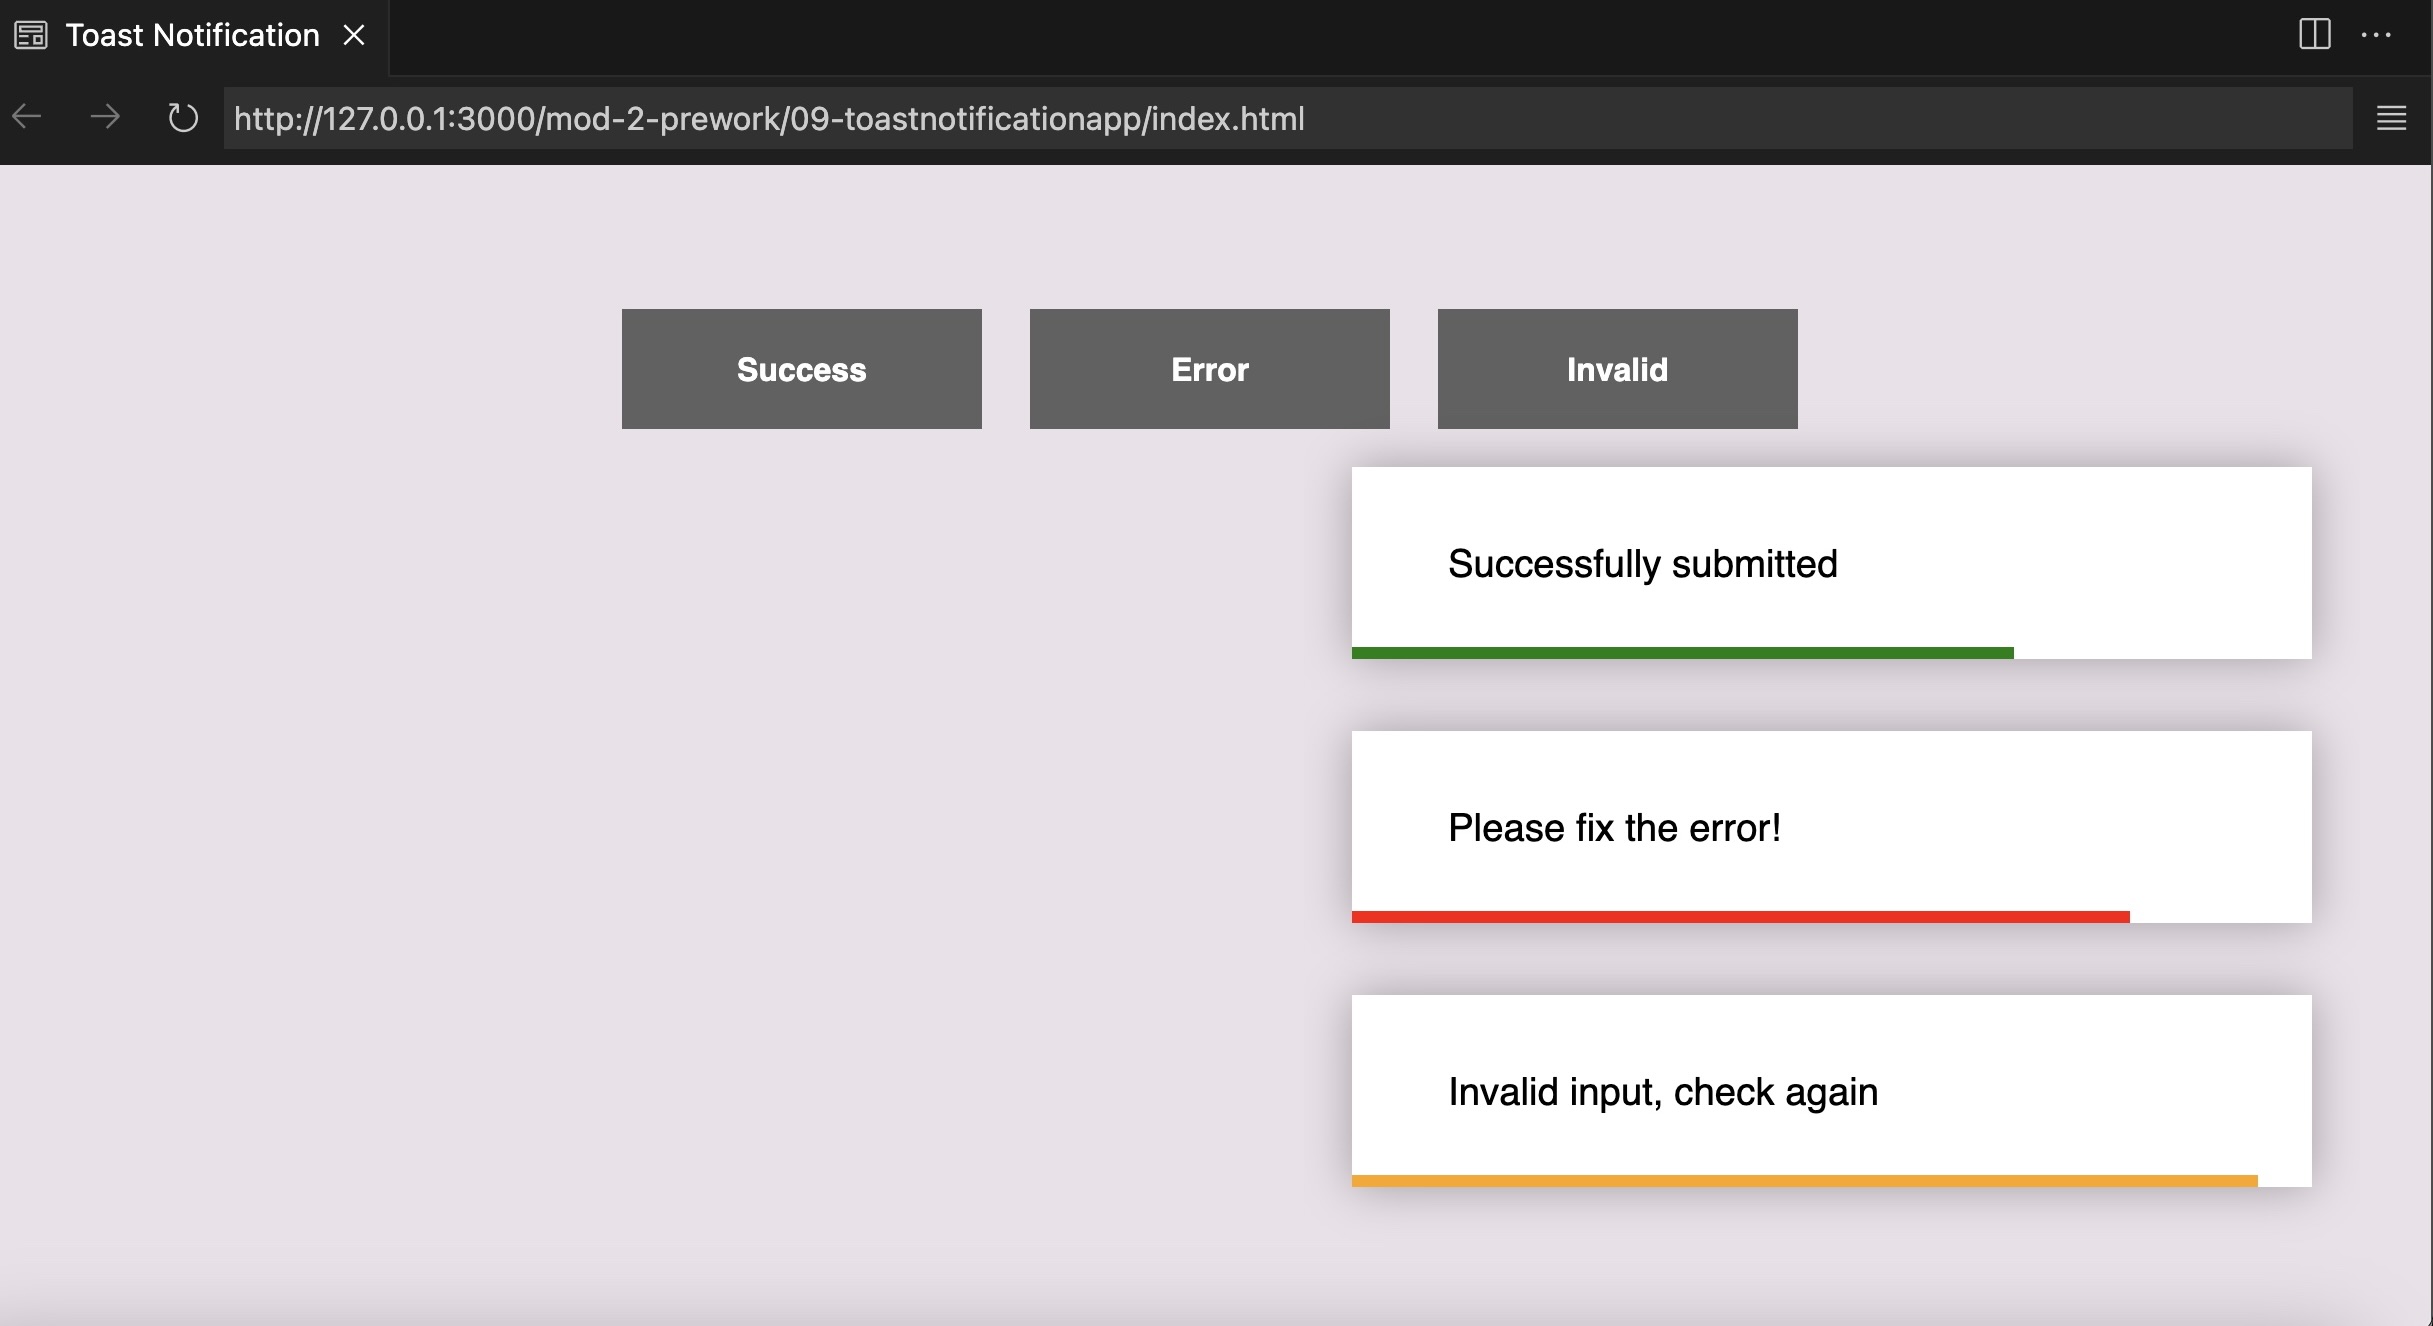 Toast Notification
http://127.0.0.1:3000/mod-2-prework/09-toastnotificationapp/index.html
Success
Error
Invalid
Successfully submitted
Please fix the error!
Invalid input, check again